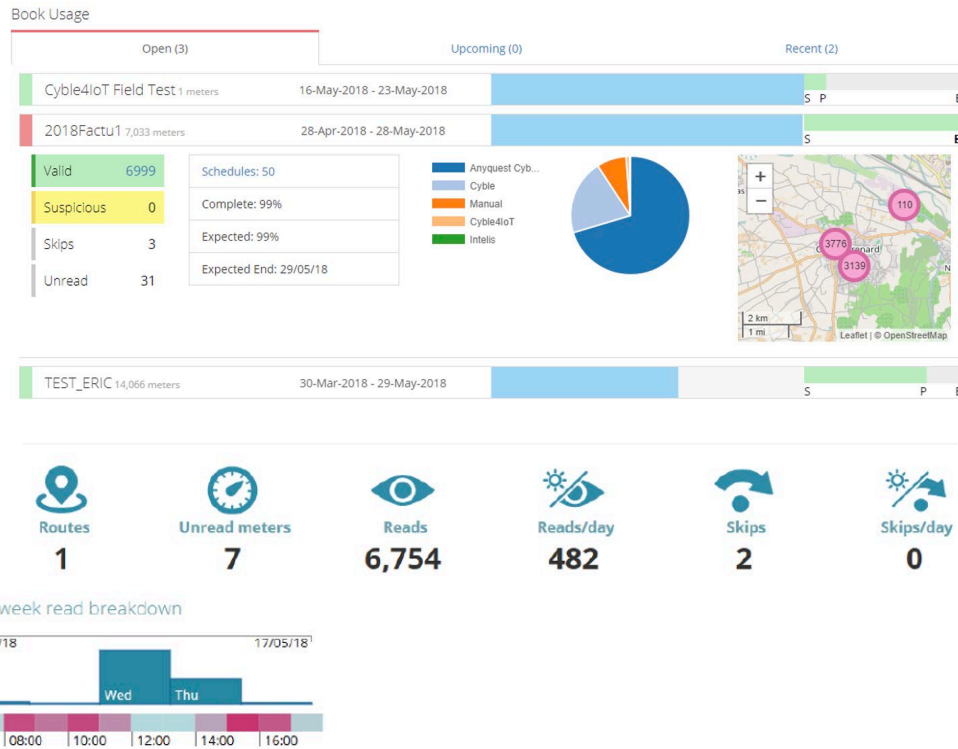 Book Usage
Open (3) Upcoming (0) Recent (2)
Cyble4IoT Field Test 1 meters 16-May-2018 - 23-May-2018
S P E
2018Factu1 7,033 meters 28-Apr-2018 - 28-May-2018
S E
Valid 6999
Suspicious 0
Skips 3
Unread 31
Schedules: 50
Complete: 99%
Expected: 99%
Expected End: 29/05/18
Anyquest Cyb...
Cyble
Manual
Cyble4IoT
Intelis
+
−
110
3776
3139
2 km
1 mi
Leaflet | © OpenStreetMap
TEST_ERIC 14,066 meters 30-Mar-2018 - 29-May-2018
S P E
Routes Unread meters Reads Reads/day Skips Skips/day
1 7 6,754 482 2 0
week read breakdown
/18 17/05/18
Wed Thu
08:00 10:00 12:00 14:00 16:00